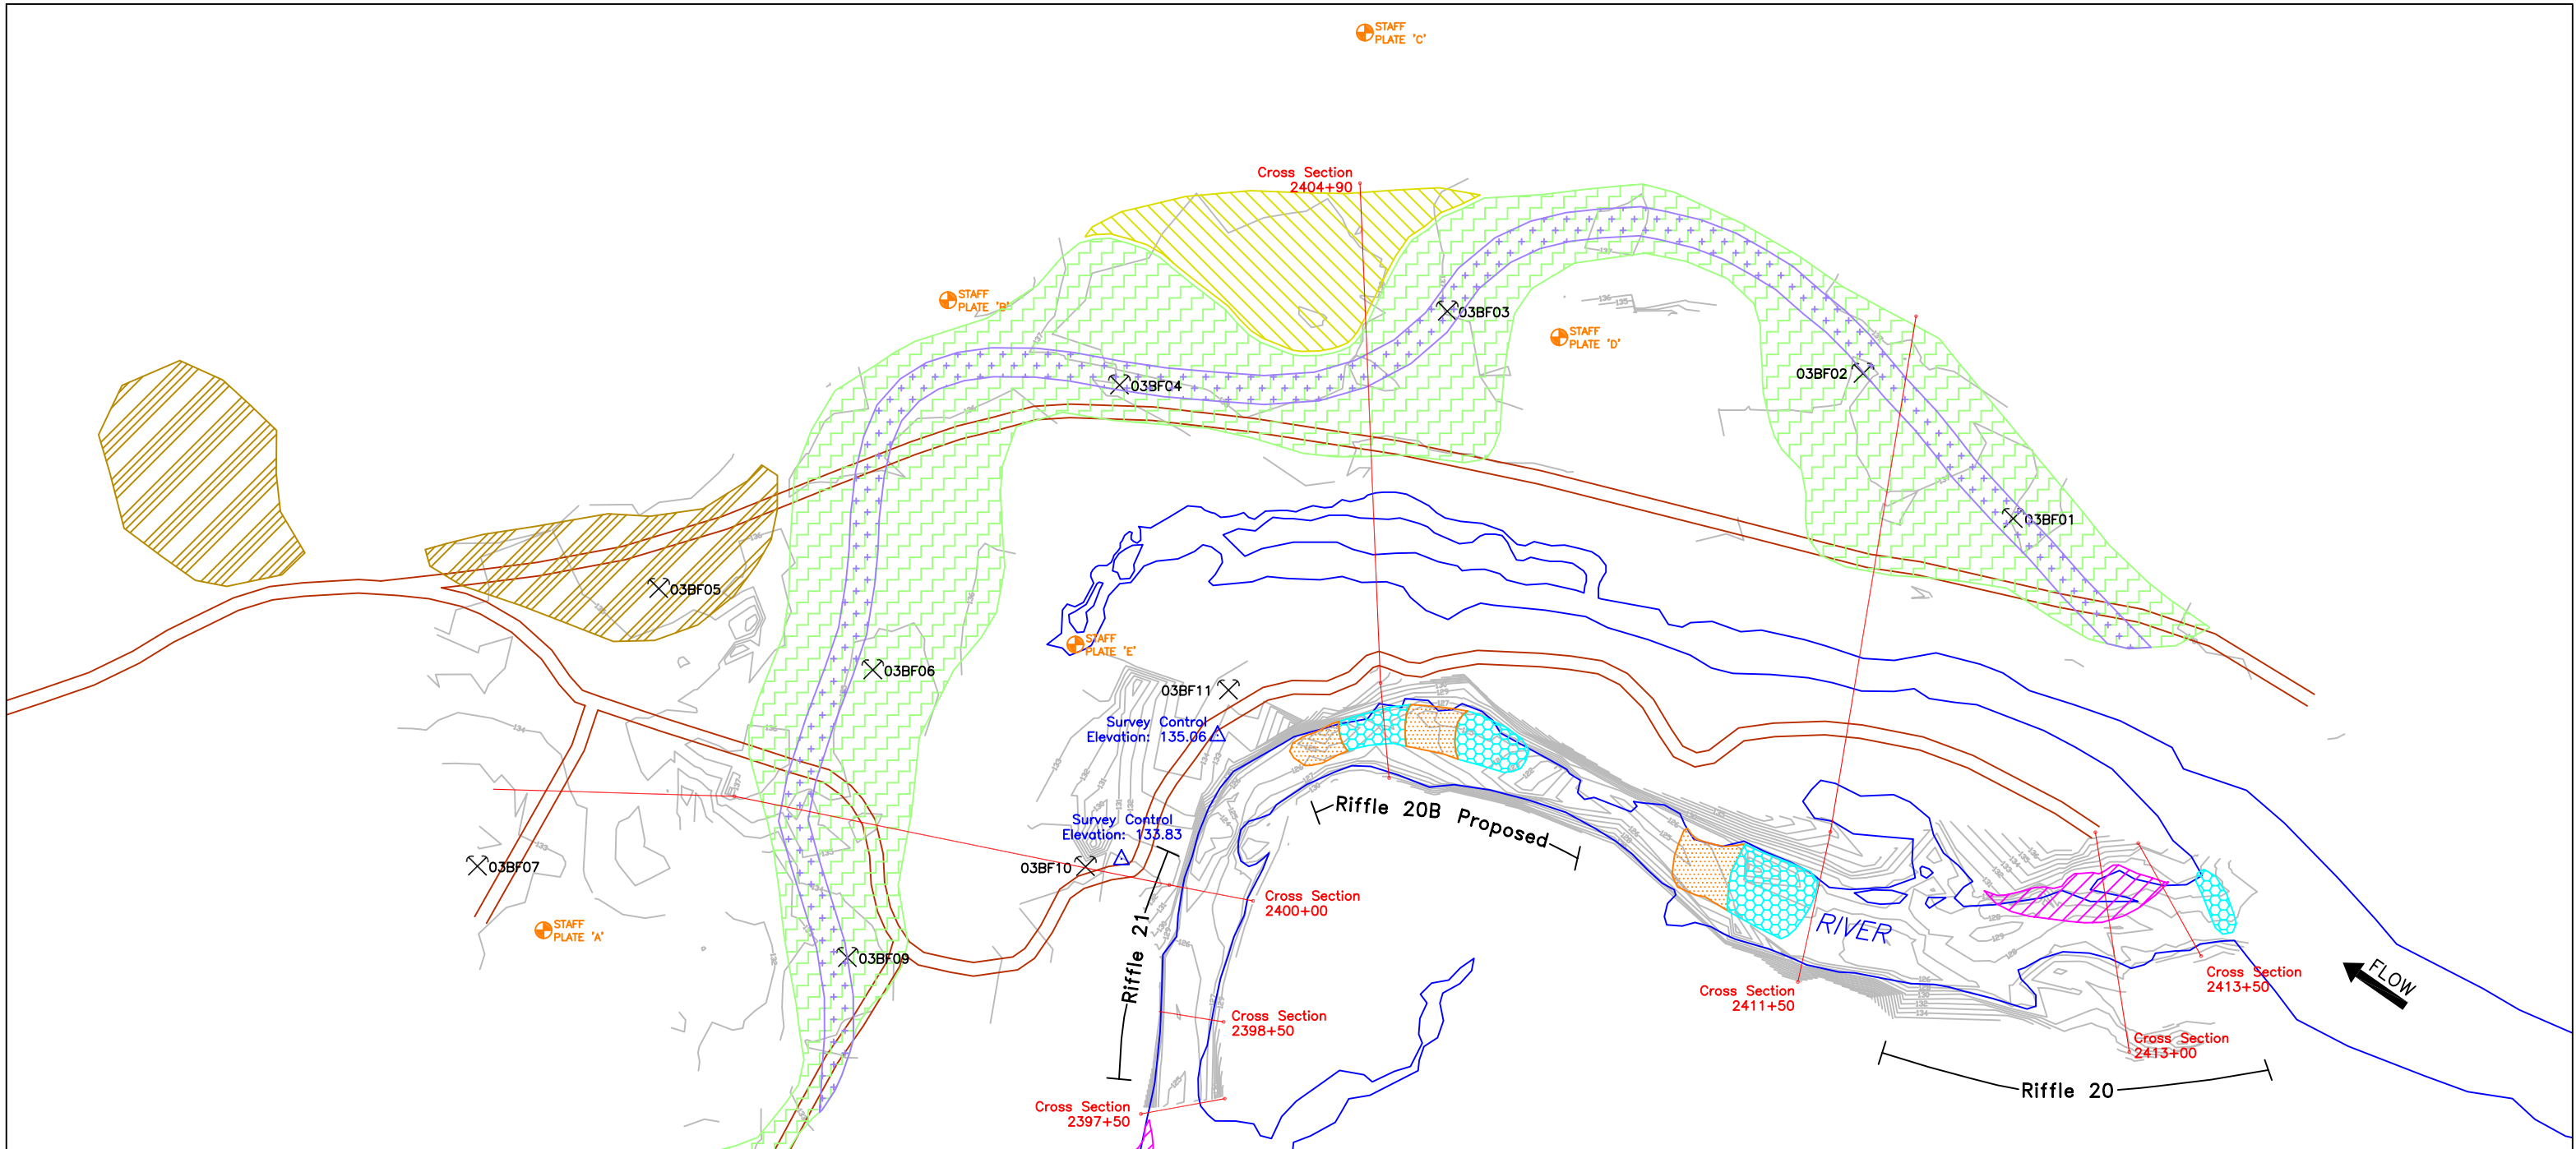 STAFF
PLATE 'C'
Cross Section
2404+90
STAFF
PLATE 'B'
03BF03
STAFF
PLATE 'D'
03BF02
03BF04
03BF01
03BF05
03BF06
STAFF
PLATE 'E'
03BF11
Survey Control
Elevation: 135.06
Riffle 20B Proposed
Survey Control
Elevation: 133.83
03BF10
03BF07
Cross Section
2400+00
RIVER
STAFF
PLATE 'A'
03BF09
Riffle 21
FLOW
Cross Section
2413+50
Cross Section
2411+50
Cross Section
2398+50
Cross Section
2413+00
Riffle 20
Cross Section
2397+50